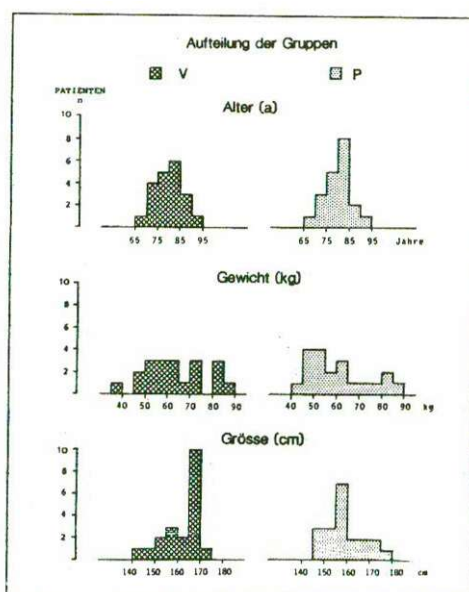 Aufteilung der Gruppen
V P
PATIENTEN
n
Alter (a)
10
8
6
4
2
65 75 85 95 65 75 85 95 Jahre
Gewicht (kg)
10
8
6
4
2
40 50 60 70 80 90 40 50 60 70 80 90 kg
Grösse (cm)
10
8
6
4
2
140 150 160 170 180 140 150 160 170 180 cm